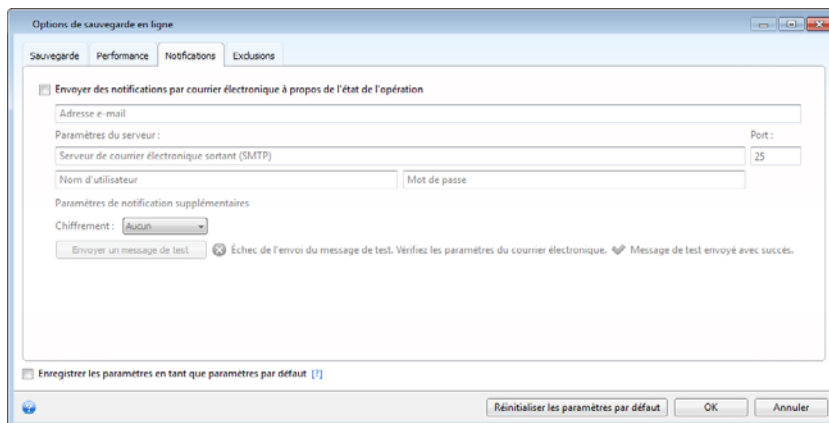 Options de sauvegarde en ligne
Sauvegarde Performance Notifications Exclusions
Envoyer des notifications par courrier électronique à propos de l'état de l'opération
Adresse e-mail
Paramètres du serveur : Port :
Serveur de courrier électronique sortant (SMTP) 25
Nom d'utilisateur Mot de passe
Paramètres de notification supplémentaires
Chiffrement : Aucun
Envoyer un message de test Échec de l'envoi du message de test. Vérifiez les paramètres du courrier électronique. Message de test envoyé avec succès.
Enregistrer les paramètres en tant que paramètres par défaut [?]
Réinitialiser les paramètres par défaut OK Annuler